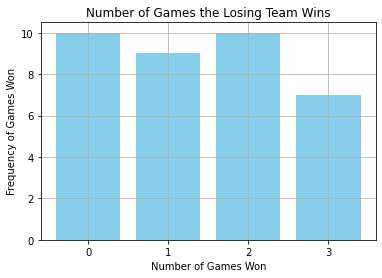 Number of Games the Losing Team Wins
Frequency of Games Won
10
8
6
4
2
0
0 1 2 3
Number of Games Won